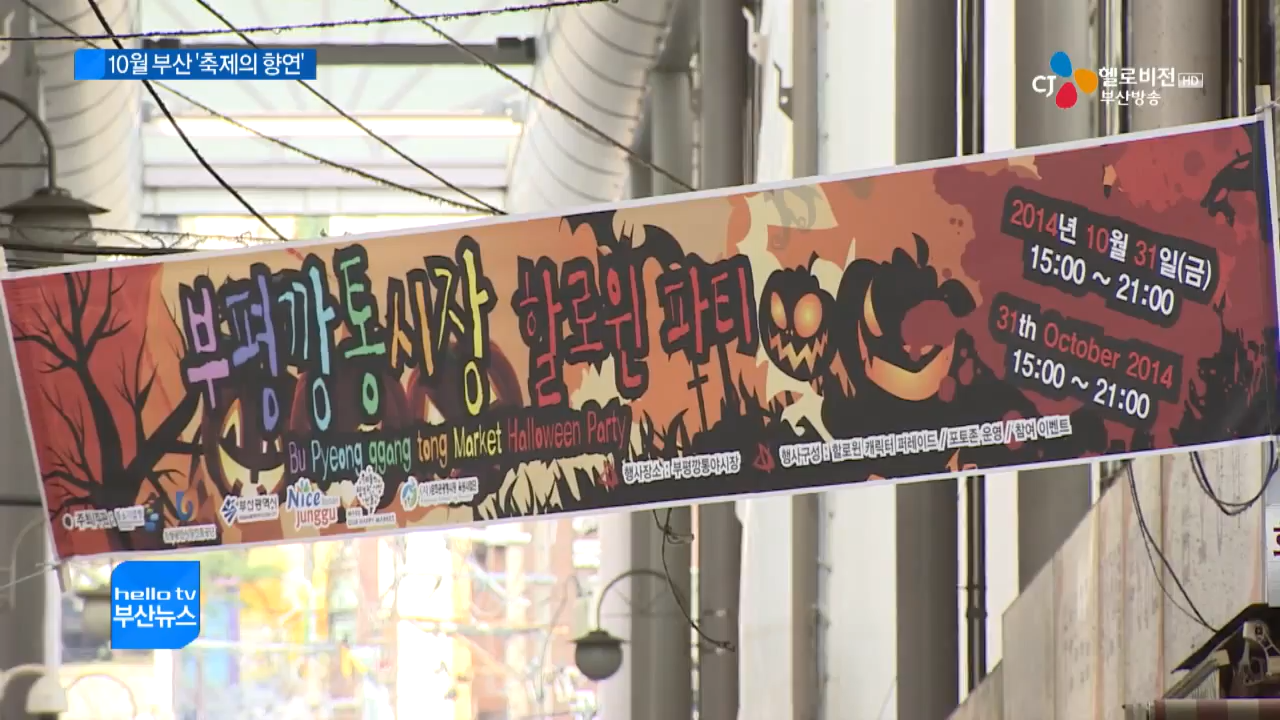 10월 부산 '축제의 향연'
CJ 헬로비전 HD
부산방송
부평깡통시장 할로윈 파티
Bu Pyeong ggang tong Market Halloween Party
2014년 10월 31일(금)
15:00 ~ 21:00
31th October 2014
15:00 ~ 21:00
행사장소 : 부평깡통야시장
행사구성 : 할로윈 캐릭터 퍼레이드 / 포토존 운영 / 참여 이벤트
부산광역시
Nice
junggu
hello tv
부산뉴스